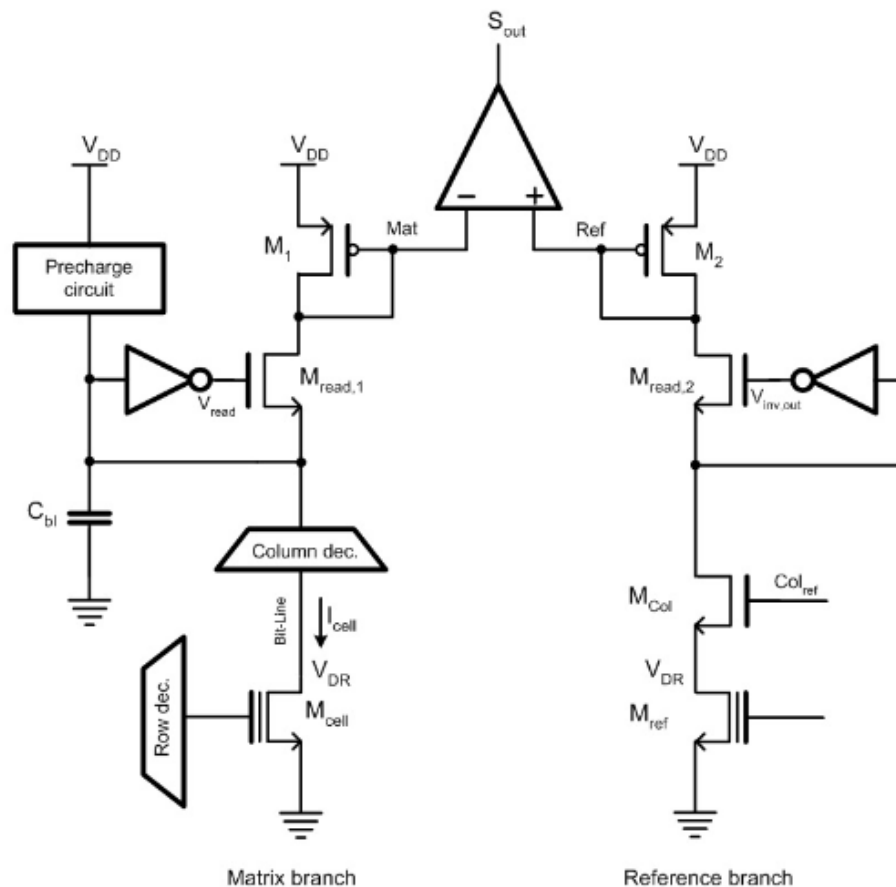 S_out
V_DD
V_DD
V_DD
−
+
Mat
Ref
M_1
M_2
Precharge
circuit
M_read,1
M_read,2
V_read
V_inv,out
C_bl
Column dec.
Bit-Line
I_cell
M_Col
Col_ref
V_DR
V_DR
Row dec.
M_cell
M_ref
Matrix branch
Reference branch